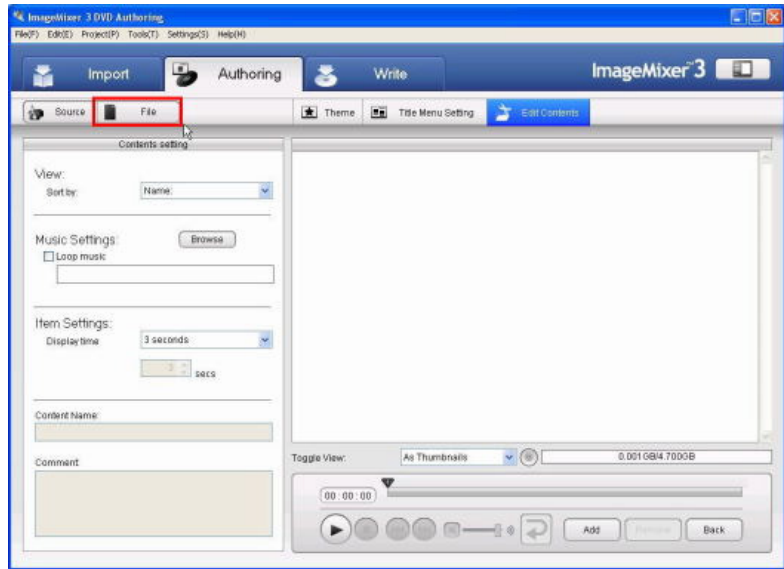 ImageMixer 3 DVD Authoring
File(F) Edit(E) Project(P) Tools(T) Settings(S) Help(H)
Import Authoring Write ImageMixer™3
Source File Theme Title Menu Setting Edit Contents
Contents setting
View:
Sort by: Name:
Music Settings: Browse
Loop music
Item Settings:
Display time 3 seconds
3 secs
Content Name:
Comment
Toggle View: As Thumbnails 0.001GB/4.700GB
00:00:00
Add Remove Back